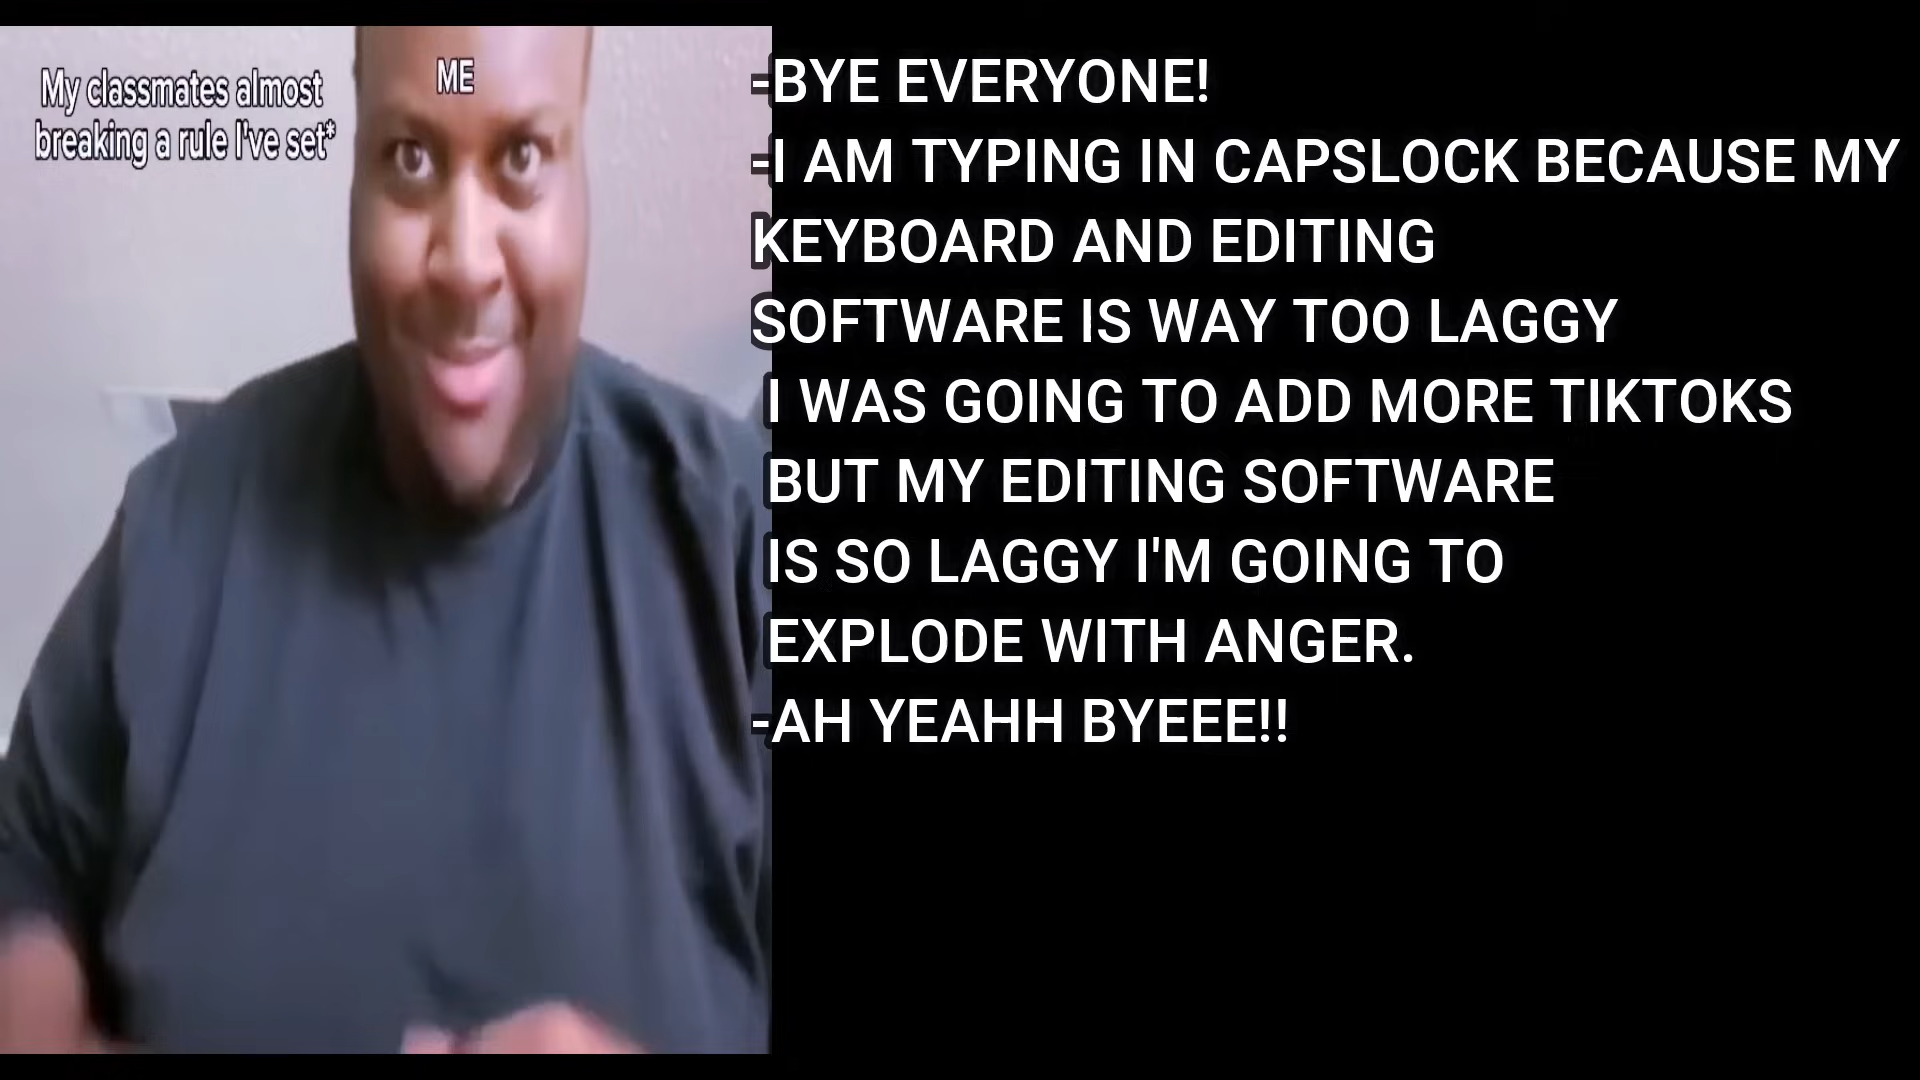 My classmates almost
breaking a rule I've set*
ME
-BYE EVERYONE!
-I AM TYPING IN CAPSLOCK BECAUSE MY
KEYBOARD AND EDITING
SOFTWARE IS WAY TOO LAGGY
I WAS GOING TO ADD MORE TIKTOKS
BUT MY EDITING SOFTWARE
IS SO LAGGY I'M GOING TO
EXPLODE WITH ANGER.
-AH YEAHH BYEEE!!